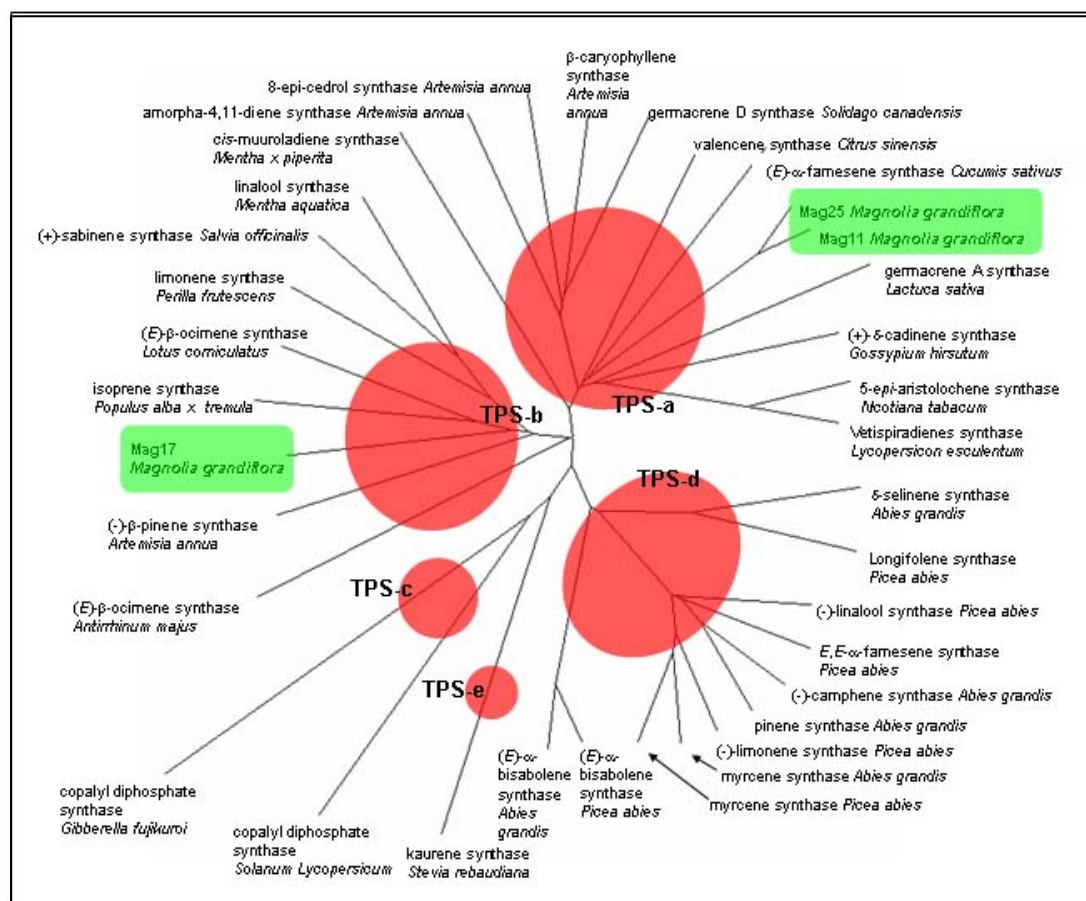 β-caryophyllene
synthase
Artemisia
annua
8-epi-cedrol synthase Artemisia annua
amorpha-4,11-diene synthase Artemisia annua
germacrene D synthase Solidago canadensis
cis-muuroladiene synthase
Mentha x piperita
valencene synthase Citrus sinensis
(E)-α-farnesene synthase Cucumis sativus
linalool synthase
Mentha aquatica
Mag25 Magnolia grandiflora
Mag11 Magnolia grandiflora
(+)-sabinene synthase Salvia officinalis
germacrene A synthase
Lactuca sativa
limonene synthase
Perilla frutescens
(E)-β-ocimene synthase
Lotus corniculatus
(+)-δ-cadinene synthase
Gossypium hirsutum
isoprene synthase
Populus alba x tremula
5-epi-aristolochene synthase
Nicotiana tabacum
TPS-b
TPS-a
Vetispiradienes synthase
Lycopersicon esculentum
Mag17
Magnolia grandiflora
TPS-d
δ-selinene synthase
Abies grandis
(-)-β-pinene synthase
Artemisia annua
Longifolene synthase
Picea abies
TPS-c
(E)-β-ocimene synthase
Antirrhinum majus
(-)-linalool synthase Picea abies
E,E-α-farnesene synthase
Picea abies
TPS-e
(-)-camphene synthase Abies grandis
pinene synthase Abies grandis
(-)-limonene synthase Picea abies
myrcene synthase Abies grandis
myrcene synthase Picea abies
(E)-α-
bisabolene
synthase
Abies
grandis
(E)-α-
bisabolene
synthase
Picea abies
copalyl diphosphate
synthase
Gibberella fujikuroi
copalyl diphosphate
synthase
Solanum Lycopersicum
kaurene synthase
Stevia rebaudiana